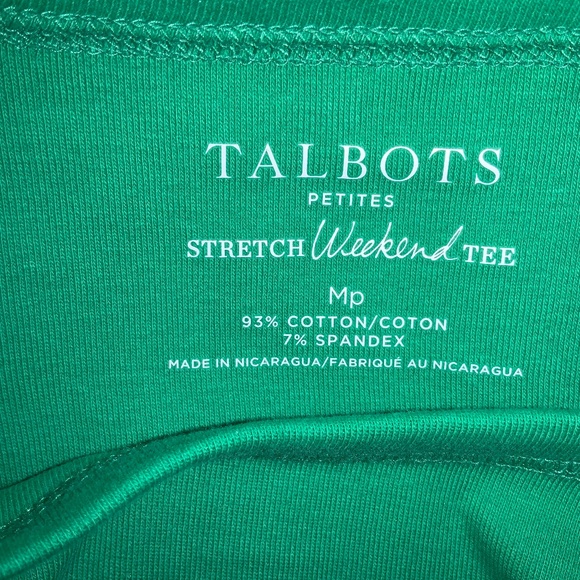 TALBOTS
PETITES
STRETCH Weekend TEE
Mp
93% COTTON/COTON
7% SPANDEX
MADE IN NICARAGUA/FABRIQUÉ AU NICARAGUA